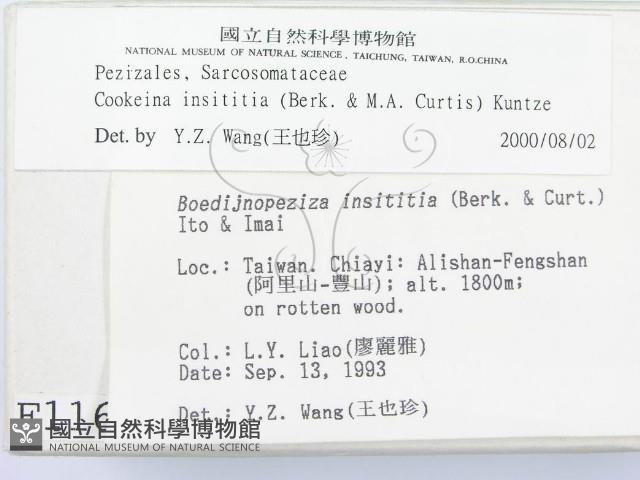 國立自然科學博物館
NATIONAL MUSEUM OF NATURAL SCIENCE, TAICHUNG, TAIWAN, R.O.CHINA
Pezizales, Sarcosomataceae
Cookeina insititia (Berk. & M.A. Curtis) Kuntze
Det. by Y.Z. Wang(王也珍) 2000/08/02
Boedijnopeziza insititia (Berk. & Curt.)
Ito & Imai
Loc.: Taiwan. Chiayi: Alishan-Fengshan
(阿里山-豐山); alt. 1800m;
on rotten wood.
Col.: L.Y. Liao(廖麗雅)
Date: Sep. 13, 1993
Det.: Y.Z. Wang(王也珍)
F116
國立自然科學博物館
NATIONAL MUSEUM OF NATURAL SCIENCE